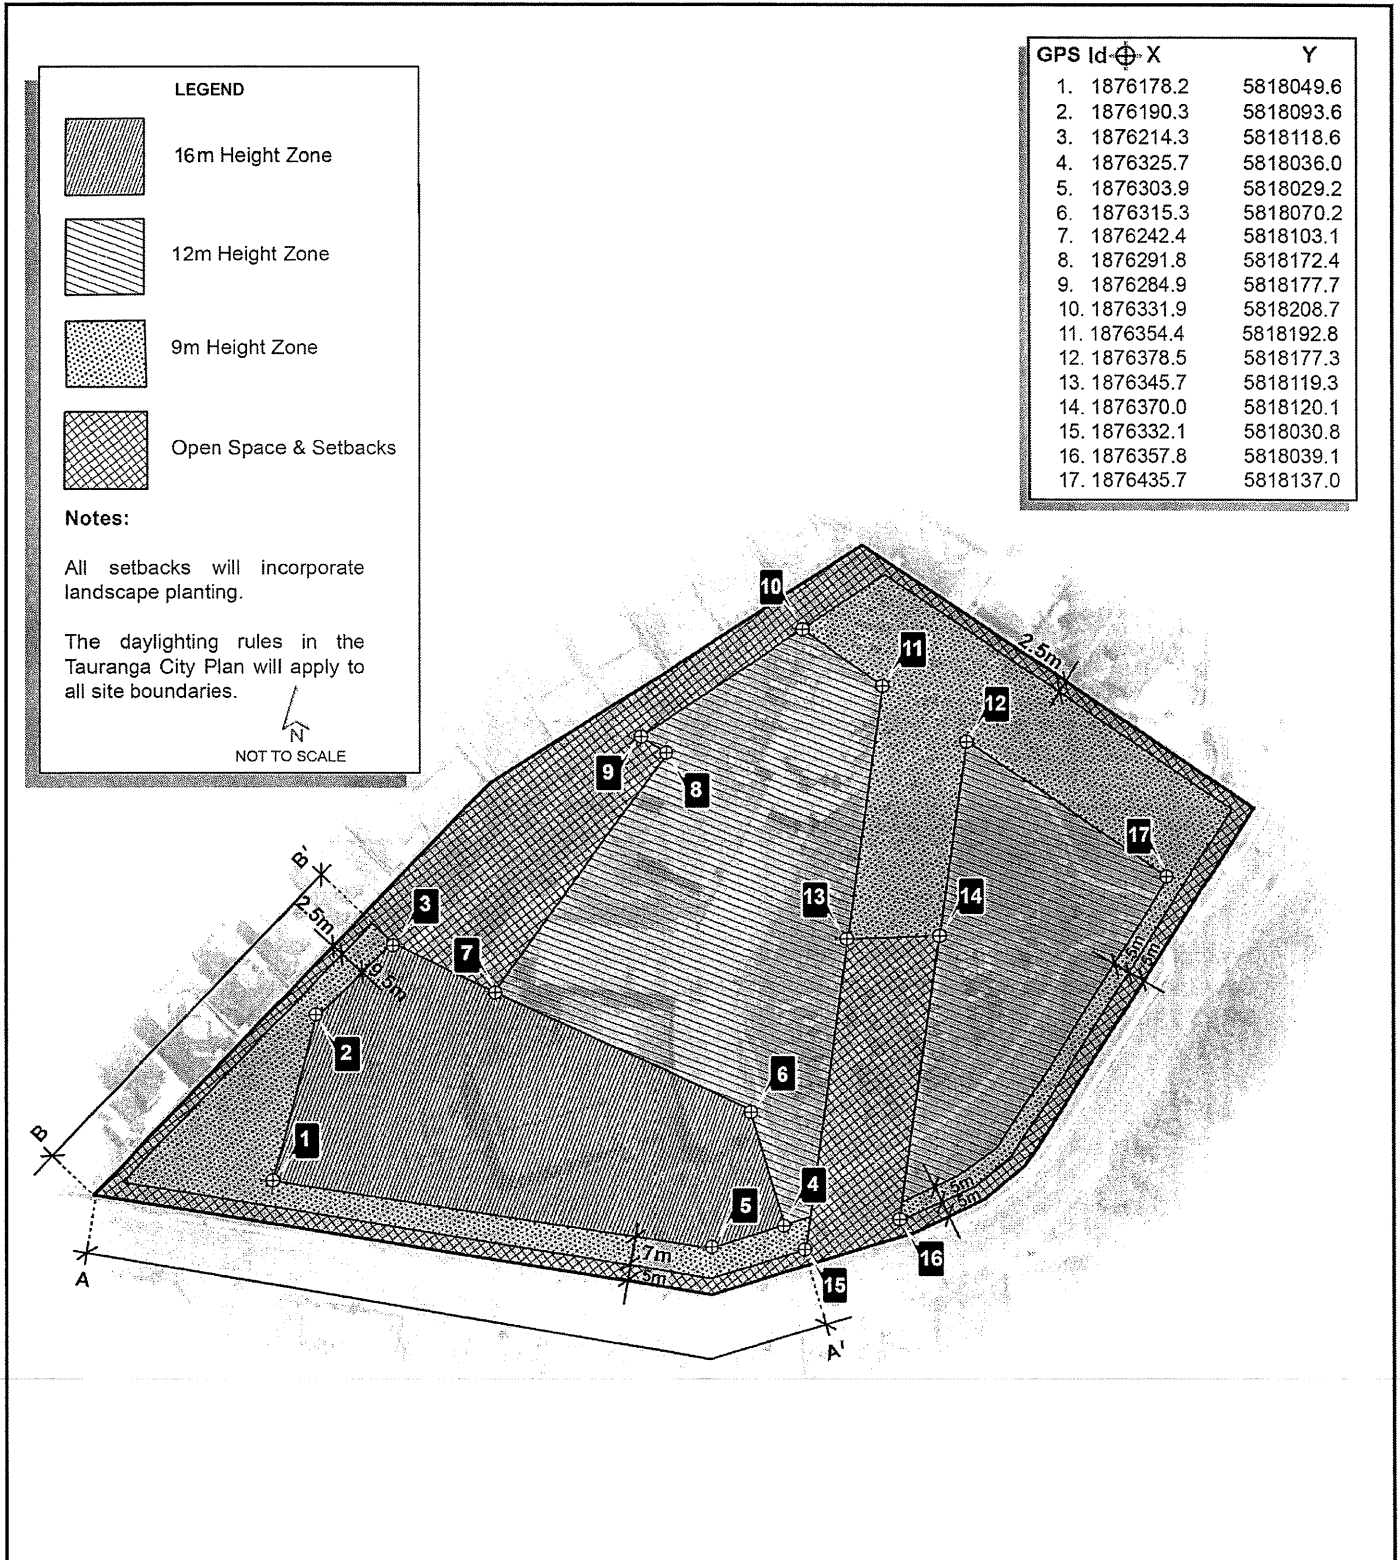 LEGEND
16m Height Zone
12m Height Zone
9m Height Zone
Open Space & Setbacks
Notes:
All setbacks will incorporate
landscape planting.
The daylighting rules in the
Tauranga City Plan will apply to
all site boundaries.
N
NOT TO SCALE
GPS Id X Y
1. 1876178.2 5818049.6
2. 1876190.3 5818093.6
3. 1876214.3 5818118.6
4. 1876325.7 5818036.0
5. 1876303.9 5818029.2
6. 1876315.3 5818070.2
7. 1876242.4 5818103.1
8. 1876291.8 5818172.4
9. 1876284.9 5818177.7
10. 1876331.9 5818208.7
11. 1876354.4 5818192.8
12. 1876378.5 5818177.3
13. 1876345.7 5818119.3
14. 1876370.0 5818120.1
15. 1876332.1 5818030.8
16. 1876357.8 5818039.1
17. 1876435.7 5818137.0
10
11
2.5m
12
9
8
17
B'
3
2.5m
13
14
7
9.5m
5m
5m
2
6
B
1
4
5m
5m
5
7m
5m
16
15
A
A'